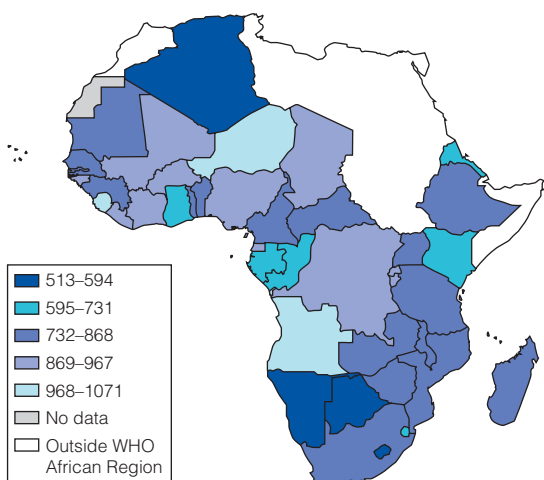 513–594
595–731
732–868
869–967
968–1071
No data
Outside WHO
African Region